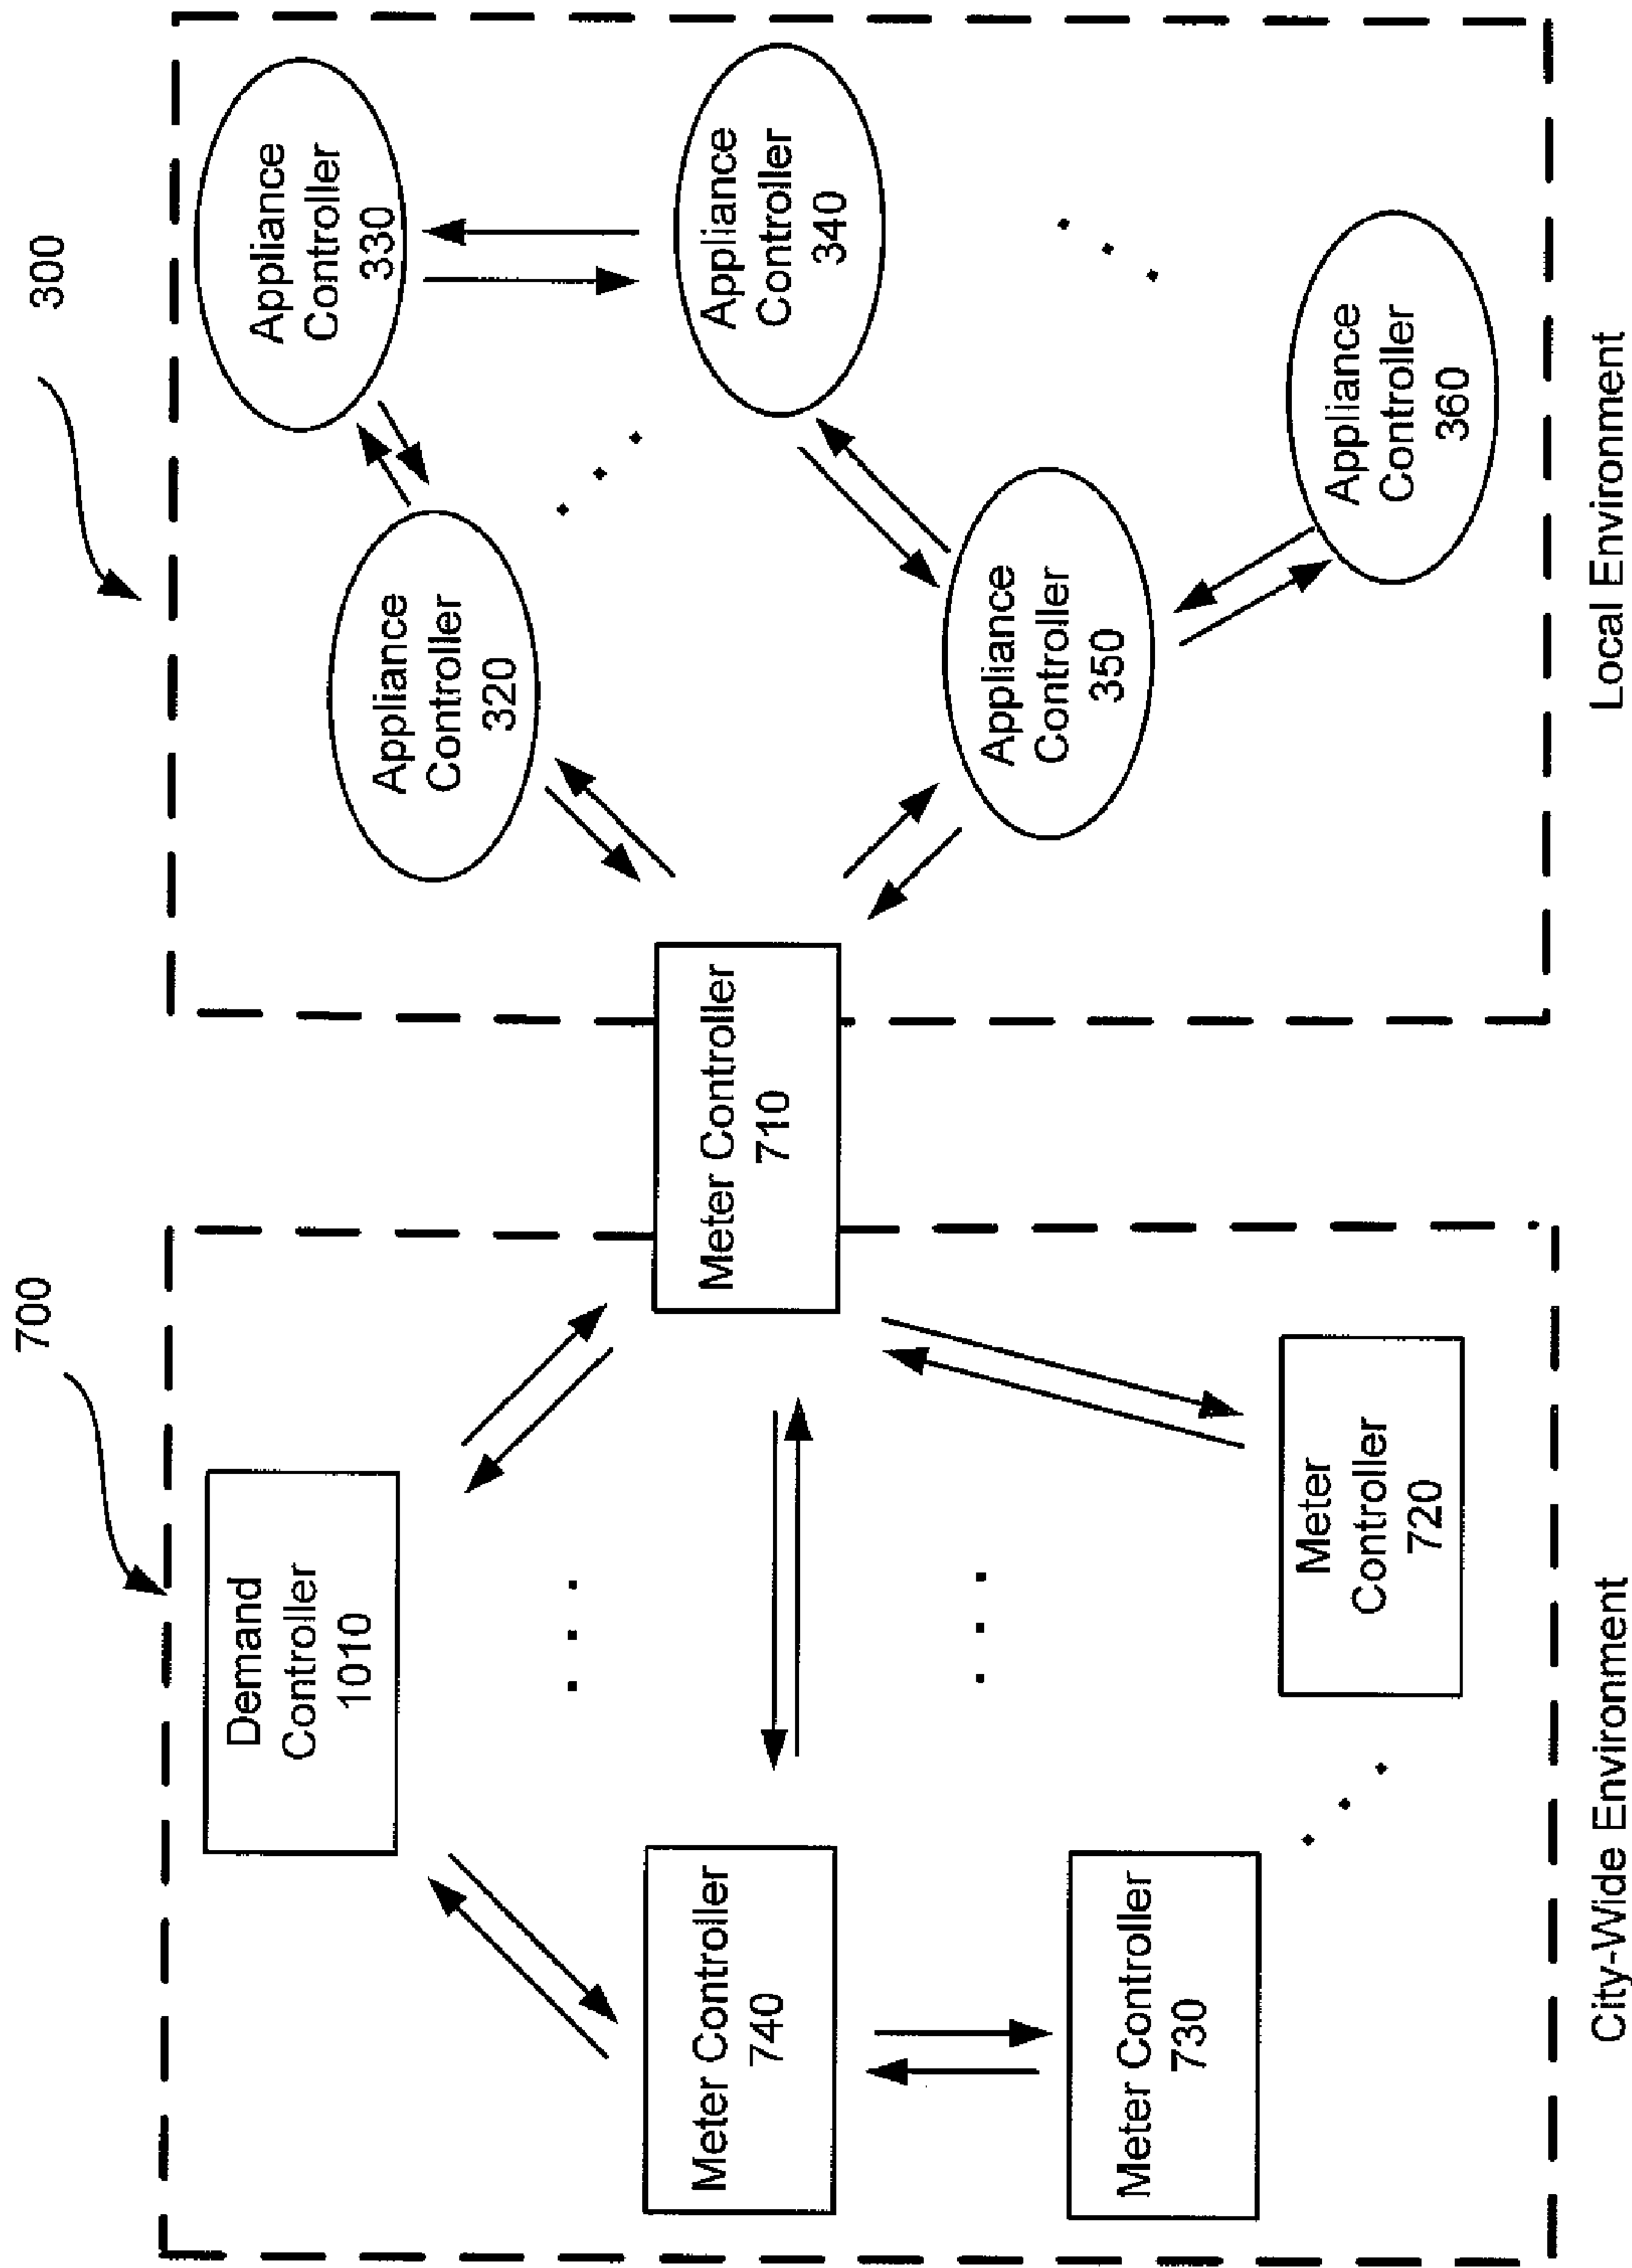 700
300
Demand
Controller
1010
Meter Controller
740
Meter Controller
730
Meter
Controller
720
Meter Controller
710
Appliance
Controller
320
Appliance
Controller
330
Appliance
Controller
340
Appliance
Controller
350
Appliance
Controller
360
City-Wide Environment
Local Environment